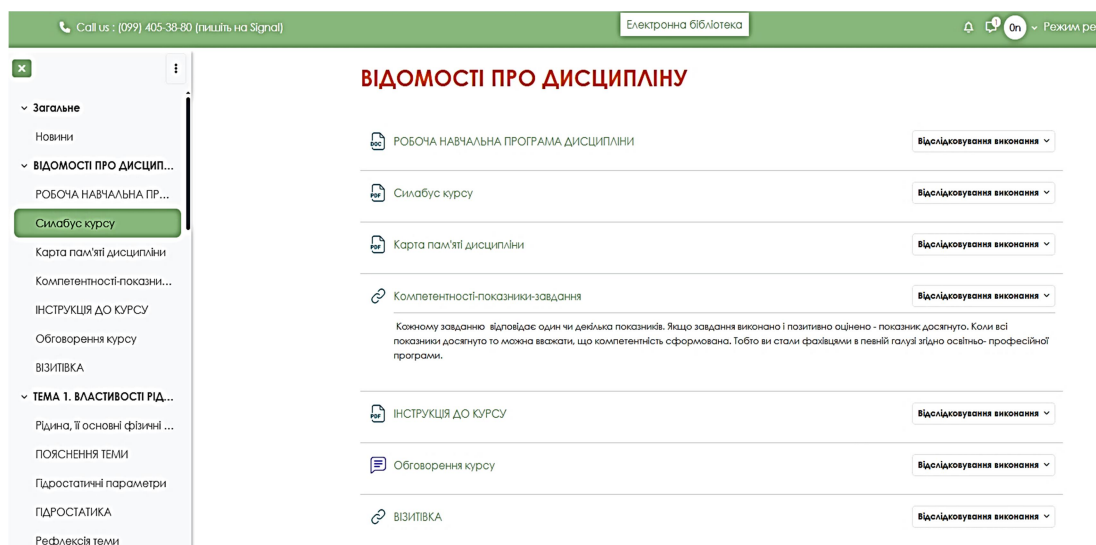 Call us : (099) 405-38-80 (пишіть на Signal)
Електронна бібліотека
1
0п
Режим ре
Загальне
Новини
ВІДОМОСТІ ПРО ДИСЦИП...
РОБОЧА НАВЧАЛЬНА ПР...
Силабус курсу
Карта пам'яті дисципліни
Компетентності-показни...
ІНСТРУКЦІЯ ДО КУРСУ
Обговорення курсу
ВІЗИТІВКА
ТЕМА 1. ВЛАСТИВОСТІ РІД...
Рідина, її основні фізичні ...
ПОЯСНЕННЯ ТЕМИ
Гідростатичні параметри
ГІДРОСТАТИКА
Рефлексія теми
ВІДОМОСТІ ПРО ДИСЦИПЛІНУ
DOC РОБОЧА НАВЧАЛЬНА ПРОГРАМА ДИСЦИПЛІНИ Відслідковування виконання
PDF Силабус курсу Відслідковування виконання
PDF Карта пам'яті дисципліни Відслідковування виконання
Компетентності-показники-завдання Відслідковування виконання
Кожному завданню відповідає один чи декілька показників. Якщо завдання виконано і позитивно оцінено - показник досягнуто. Коли всі
показники досягнуто то можна вважати, що компетентність сформована. Тобто ви стали фахівцями в певній галузі згідно освітньо- професійної
програми.
PDF ІНСТРУКЦІЯ ДО КУРСУ Відслідковування виконання
Обговорення курсу Відслідковування виконання
ВІЗИТІВКА Відслідковування виконання